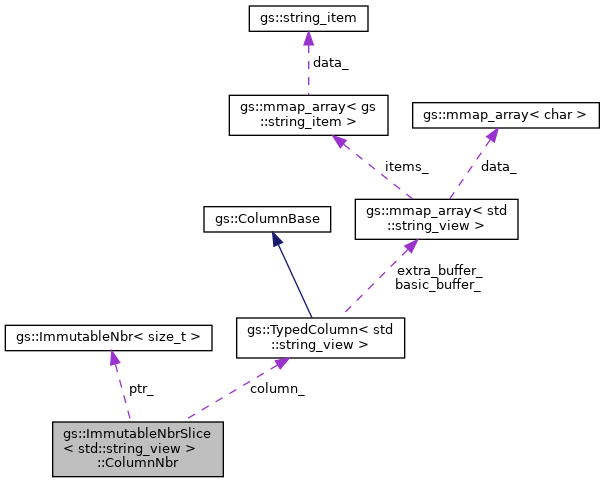 gs::string_item
data_
gs::mmap_array< gs
::string_item >
gs::mmap_array< char >
items_
data_
gs::mmap_array< std
::string_view >
gs::ColumnBase
extra_buffer_
basic_buffer_
gs::ImmutableNbr< size_t >
gs::TypedColumn< std
::string_view >
ptr_
column_
gs::ImmutableNbrSlice
< std::string_view >
::ColumnNbr